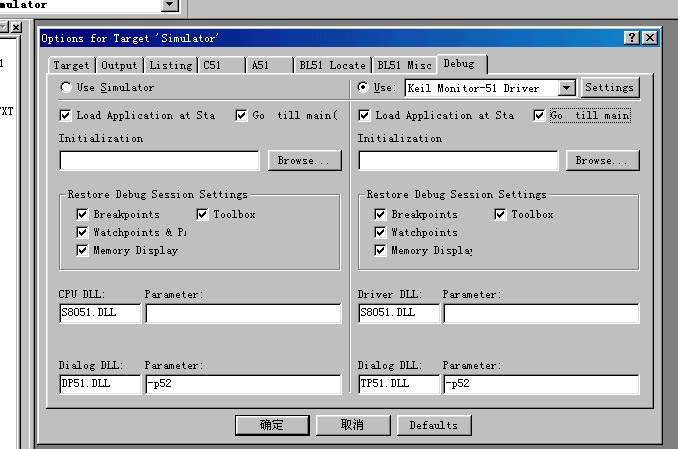 mulator
Options for Target 'Simulator'
Target Output Listing C51 A51 BL51 Locate BL51 Misc Debug
Use Simulator
Use: Keil Monitor-51 Driver Settings
Load Application at Sta Go till main(
Load Application at Sta Go till main
Initialization
Initialization
Browse...
Browse...
Restore Debug Session Settings
Breakpoints Toolbox
Watchpoints & P
Memory Display
Restore Debug Session Settings
Breakpoints Toolbox
Watchpoints
Memory Displa
CPU DLL: Parameter:
S8051.DLL
Driver DLL: Parameter:
S8051.DLL
Dialog DLL: Parameter:
DP51.DLL -p52
Dialog DLL: Parameter:
TP51.DLL -p52
确定 取消 Defaults
TXT